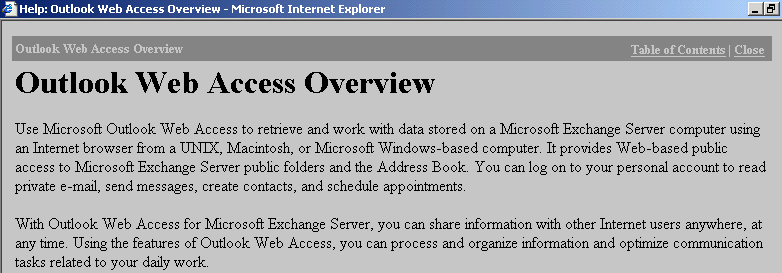 Help: Outlook Web Access Overview - Microsoft Internet Explorer
Outlook Web Access Overview Table of Contents | Close
Outlook Web Access Overview
Use Microsoft Outlook Web Access to retrieve and work with data stored on a Microsoft Exchange Server computer using
an Internet browser from a UNIX, Macintosh, or Microsoft Windows-based computer. It provides Web-based public
access to Microsoft Exchange Server public folders and the Address Book. You can log on to your personal account to read
private e-mail, send messages, create contacts, and schedule appointments.
With Outlook Web Access for Microsoft Exchange Server, you can share information with other Internet users anywhere, at
any time. Using the features of Outlook Web Access, you can process and organize information and optimize communication
tasks related to your daily work.